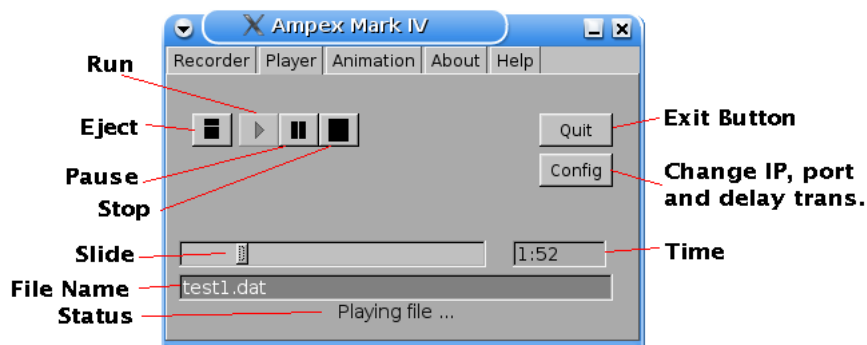 Ampex Mark IV
Recorder Player Animation About Help
Run
Eject
Quit
Exit Button
Pause
Config
Change IP, port
and delay trans.
Stop
Slide
1:52
Time
File Name
test1.dat
Status
Playing file ...